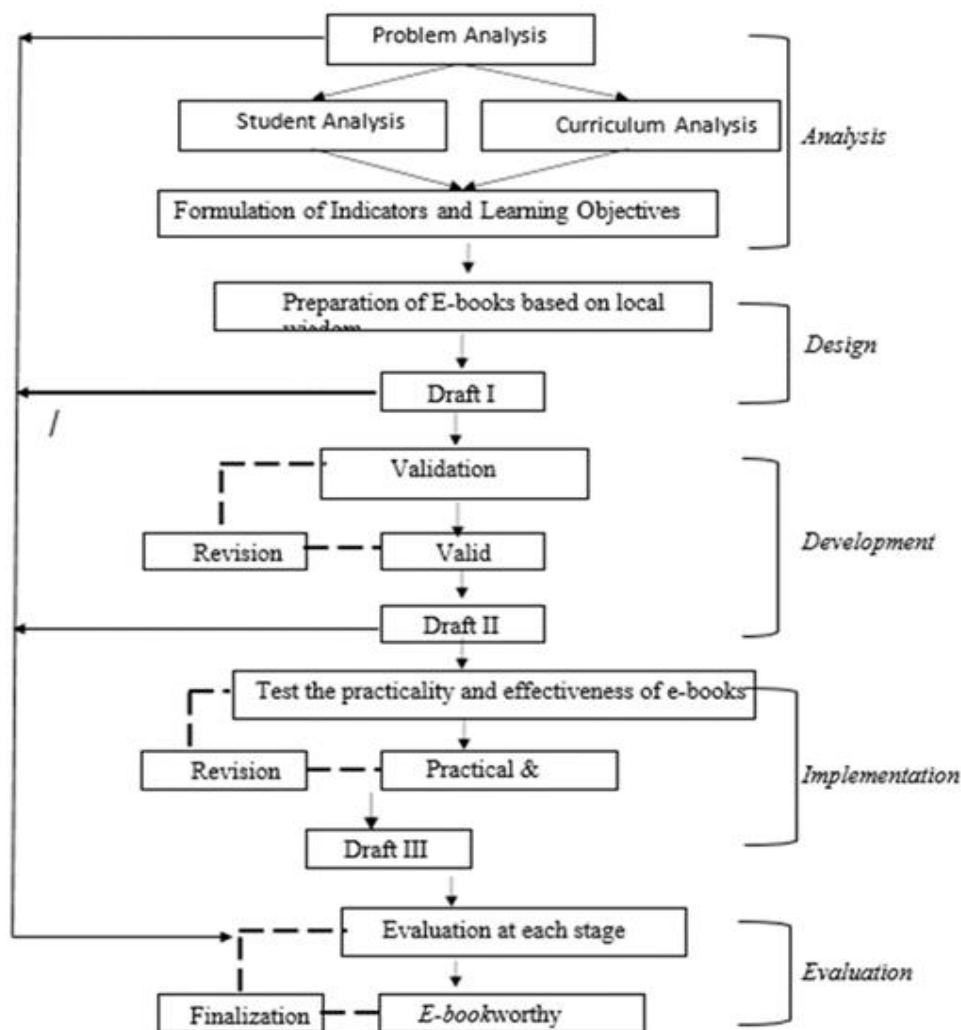 Problem Analysis
Student Analysis
Curriculum Analysis
Analysis
Formulation of Indicators and Learning Objectives
Preparation of E-books based on local
wisdom
Design
Draft I
/
Validation
Development
Revision
Valid
Draft II
Test the practicality and effectiveness of e-books
Revision
Practical &
Implementation
Draft III
Evaluation at each stage
Evaluation
Finalization
E-bookworthy